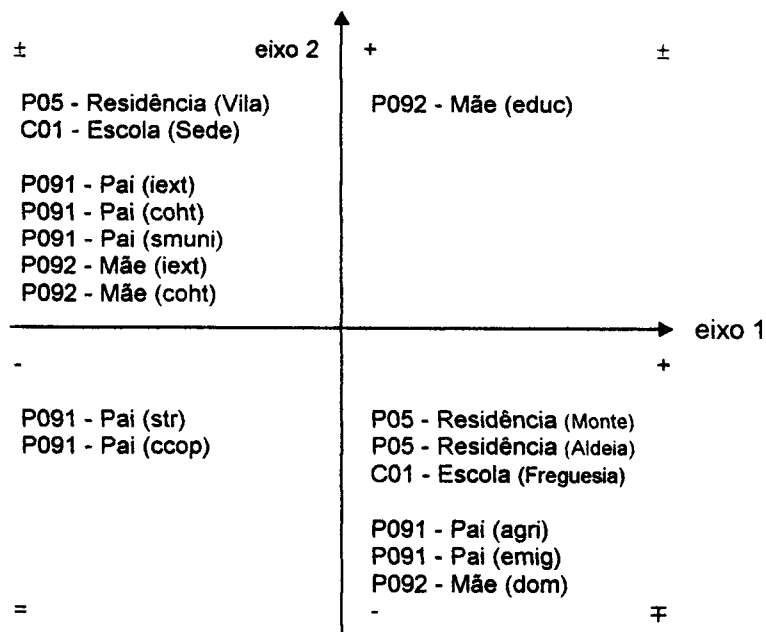 ± eixo 2 + ±
P05 - Residência (Vila) P092 - Mãe (educ)
C01 - Escola (Sede)
P091 - Pai (iext)
P091 - Pai (coht)
P091 - Pai (smuni)
P092 - Mãe (iext)
P092 - Mãe (coht)
eixo 1
- +
P091 - Pai (str) P05 - Residência (Monte)
P091 - Pai (ccop) P05 - Residência (Aldeia)
C01 - Escola (Freguesia)
P091 - Pai (agri)
P091 - Pai (emig)
P092 - Mãe (dom)
= - ∓